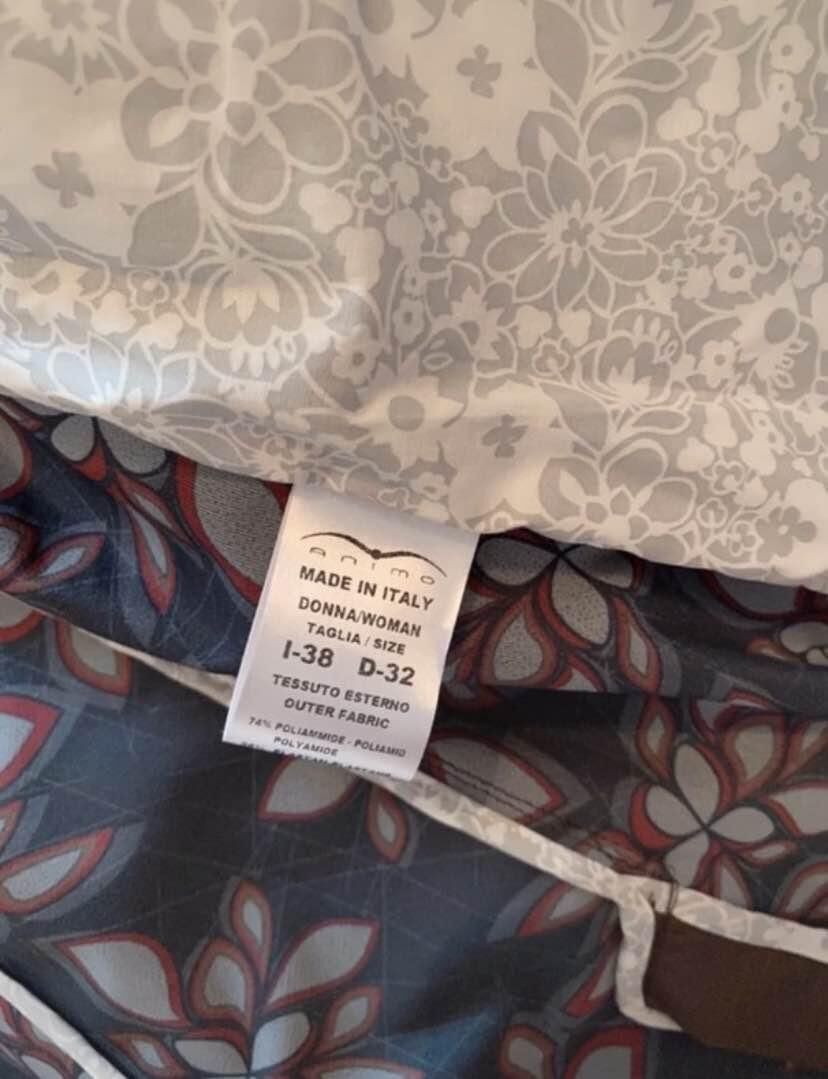 animo
MADE IN ITALY
DONNA/WOMAN
TAGLIA / SIZE
I-38 D-32
TESSUTO ESTERNO
OUTER FABRIC
74% POLIAMMIDE - POLIAMID
POLYAMIDE